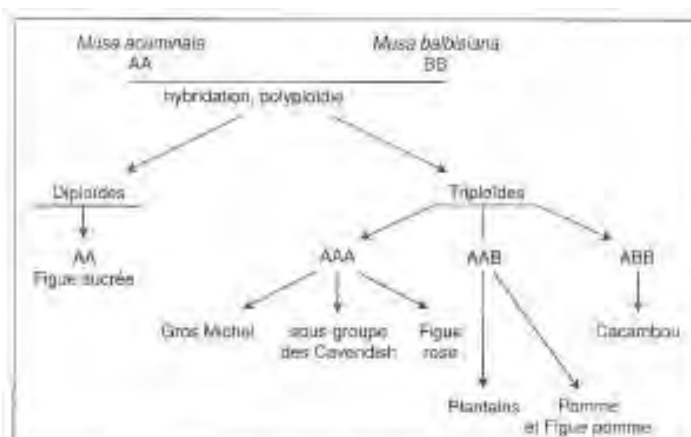 Musa acuminata Musa balbisiana
AA BB
hybridation, polyploïdie
Diploïdes Triploïdes
AA AAA AAB ABB
Figue sucrée
Gros Michel sous-groupe Figue Cacambou
des Cavendish rose
Plantains Pomme
et Figue pomme